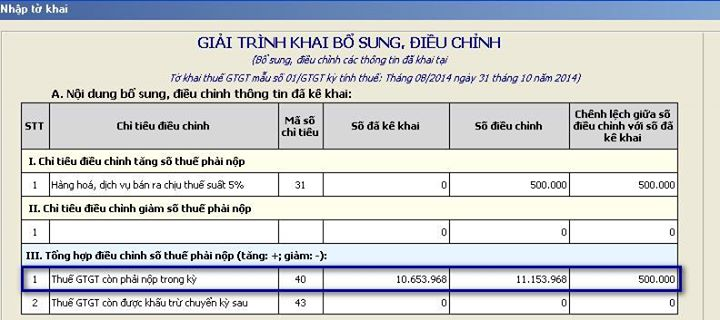 Nhập tờ khai
GIẢI TRÌNH KHAI BỔ SUNG, ĐIỀU CHỈNH
(Bổ sung, điều chỉnh các thông tin đã khai tại
Tờ khai thuế GTGT mẫu số 01/GTGT kỳ tính thuế: Tháng 08/2014 ngày 31 tháng 10 năm 2014)
A. Nội dung bổ sung, điều chỉnh thông tin đã kê khai:
STT Chỉ tiêu điều chỉnh Mã số chỉ tiêu Số đã kê khai Số điều chỉnh Chênh lệch giữa số điều chỉnh với số đã kê khai
I. Chỉ tiêu điều chỉnh tăng số thuế phải nộp
1 Hàng hoá, dịch vụ bán ra chịu thuế suất 5% 31 0 500.000 500.000
II. Chỉ tiêu điều chỉnh giảm số thuế phải nộp
1 0 0 0
III. Tổng hợp điều chỉnh số thuế phải nộp (tăng: +; giảm: -):
1 Thuế GTGT còn phải nộp trong kỳ 40 10.653.968 11.153.968 500.000
2 Thuế GTGT còn được khấu trừ chuyển kỳ sau 43 0 0 0